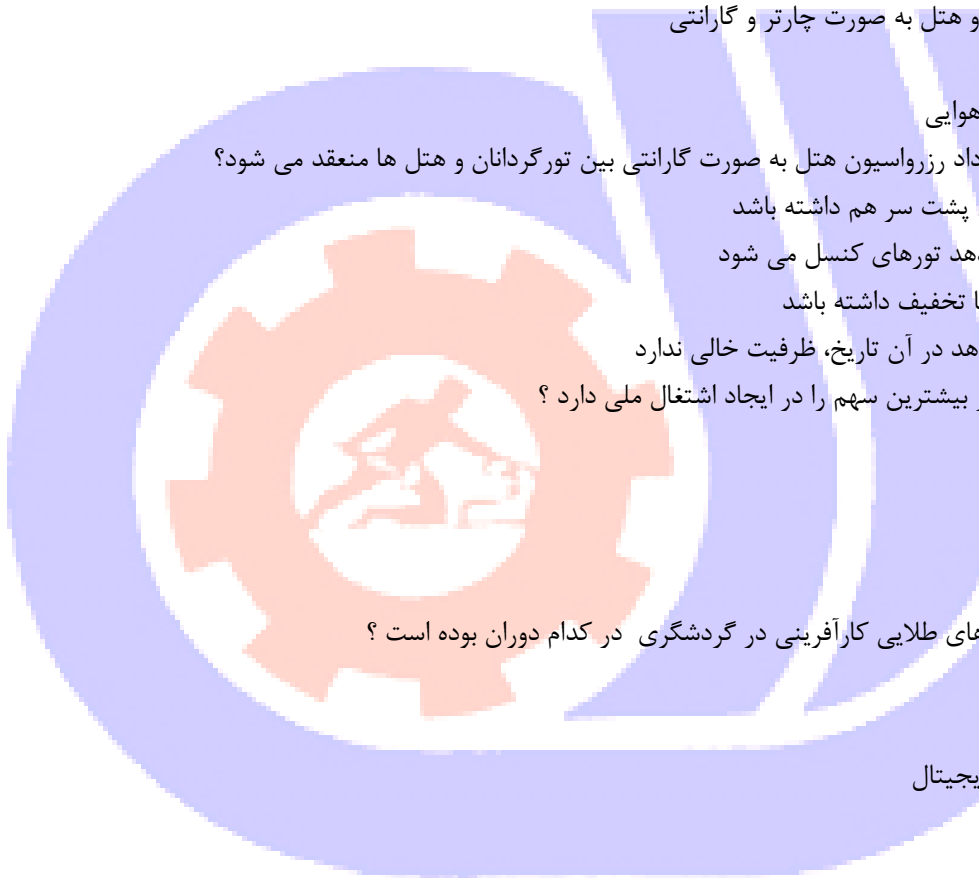 و هتل به صورت چارتر و گارانتی
هوایی
داد رزرواسیون هتل به صورت گارانتی بین تورگردانان و هتل ها منعقد می شود؟
پشت سر هم داشته باشد
هد تورهای کنسل می شود
ا تخفیف داشته باشد
هد در آن تاریخ، ظرفیت خالی ندارد
بیشترین سهم را در ایجاد اشتغال ملی دارد ؟
های طلایی کارآفرینی در گردشگری در کدام دوران بوده است ؟
یجیتال